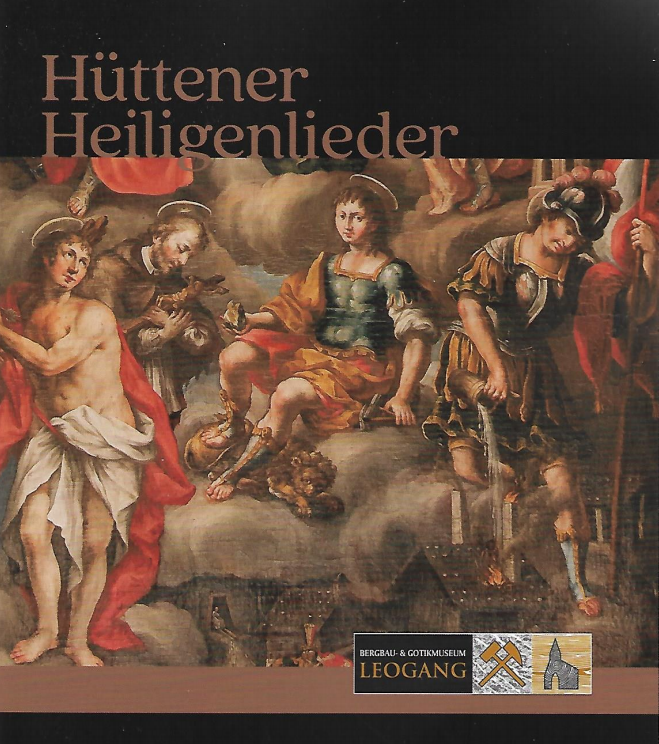 Hüttener
Heiligenlieder
BERGBAU- & GOTIKMUSEUM
LEOGANG